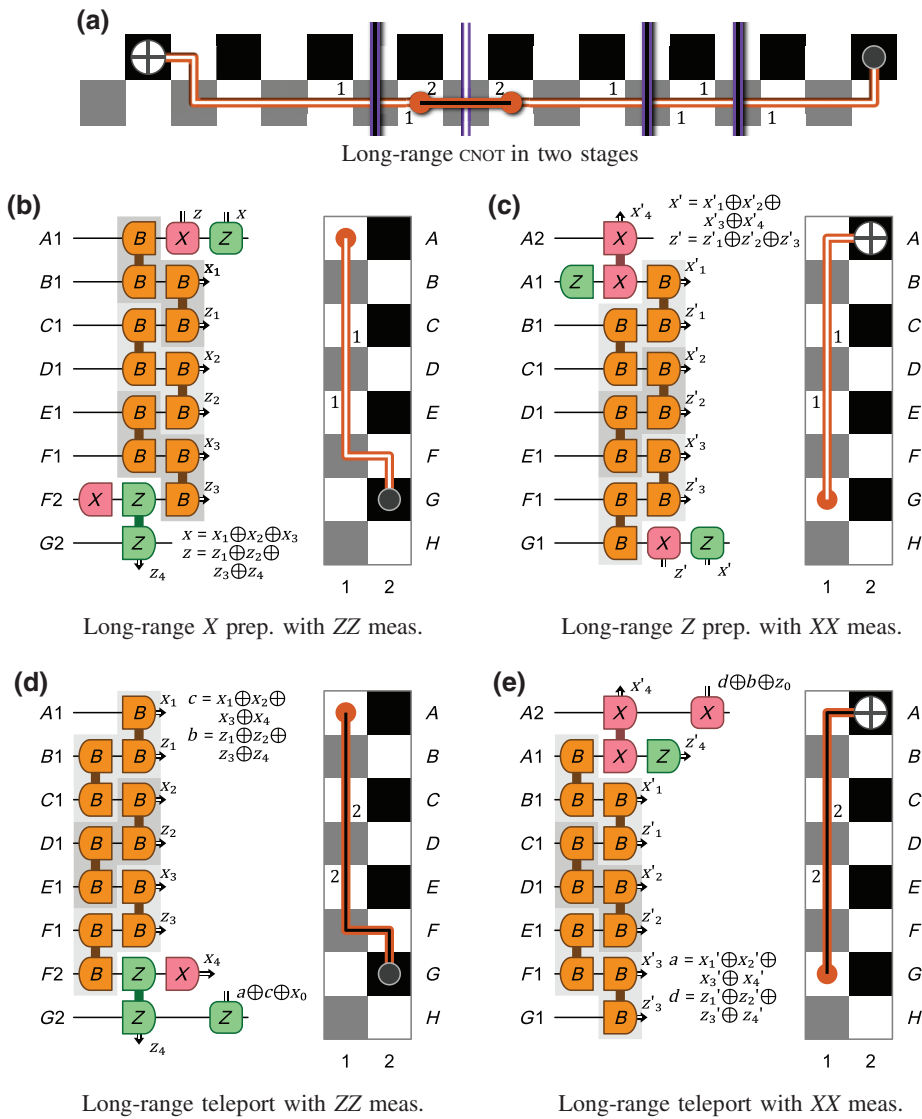 (a)
1 2 2 1 1
1 1 1
Long-range CNOT in two stages
(b)
A1 B X z Z x
B1 B B x₁
C1 B B z₁
D1 B B x₂
E1 B B z₂
F1 B B x₃
F2 X Z B z₃
G2 Z z₄
x = x₁⊕x₂⊕x₃
z = z₁⊕z₂⊕
z₃⊕z₄
A
B
C
1
D
1 E
F
G
H
1 2
Long-range X prep. with ZZ meas.
(c)
x' = x'₁⊕x'₂⊕
x'₃⊕x'₄
z' = z'₁⊕z'₂⊕z'₃
A2 X x'₄
A1 Z X B x'₁
B1 B B z'₁
C1 B B x'₂
D1 B B z'₂
E1 B B x'₃
F1 B B z'₃
G1 B X z' Z x'
A
B
C
1
D
1 E
F
G
H
1 2
Long-range Z prep. with XX meas.
(d)
A1 B x₁
B1 B B z₁
C1 B B x₂
D1 B B z₂
E1 B B x₃
F1 B B z₃
F2 B Z X x₄
G2 Z z₄ Z a⊕c⊕x₀
c = x₁⊕x₂⊕
x₃⊕x₄
b = z₁⊕z₂⊕
z₃⊕z₄
A
B
C
2
D
2 E
F
G
H
1 2
Long-range teleport with ZZ meas.
(e)
A2 X x'₄ X d⊕b⊕z₀
A1 B X Z z'₄
B1 B B x'₁
C1 B B z'₁
D1 B B x'₂
E1 B B z'₂
F1 B B x'₃
G1 B z'₃
a = x₁'⊕x₂'⊕
x₃'⊕x₄'
d = z₁'⊕z₂'⊕
z₃'⊕z₄'
A
B
C
2
D
2 E
F
G
H
1 2
Long-range teleport with XX meas.